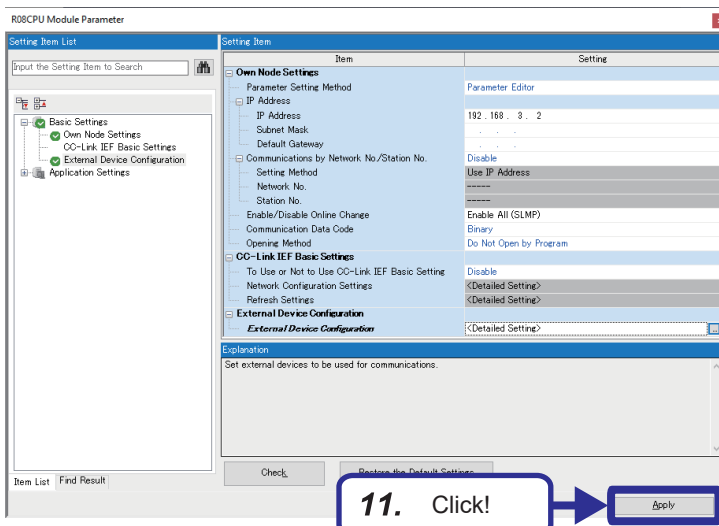 R08CPU Module Parameter
Setting Item List
Setting Item
Input the Setting Item to Search
Item Setting
Own Node Settings
Parameter Setting Method Parameter Editor
IP Address
IP Address 192 . 168 . 3 . 2
Subnet Mask . . .
Default Gateway . . .
Communications by Network No./Station No. Disable
Setting Method Use IP Address
Network No. -----
Station No. -----
Enable/Disable Online Change Enable All (SLMP)
Communication Data Code Binary
Opening Method Do Not Open by Program
CC-Link IEF Basic Settings
To Use or Not to Use CC-Link IEF Basic Setting Disable
Network Configuration Settings <Detailed Setting>
Refresh Settings <Detailed Setting>
External Device Configuration
External Device Configuration <Detailed Setting> ...
Basic Settings
Own Node Settings
CC-Link IEF Basic Settings
External Device Configuration
Application Settings
Explanation
Set external devices to be used for communications.
Item List Find Result
Check Restore the Default Settings
11. Click!
Apply